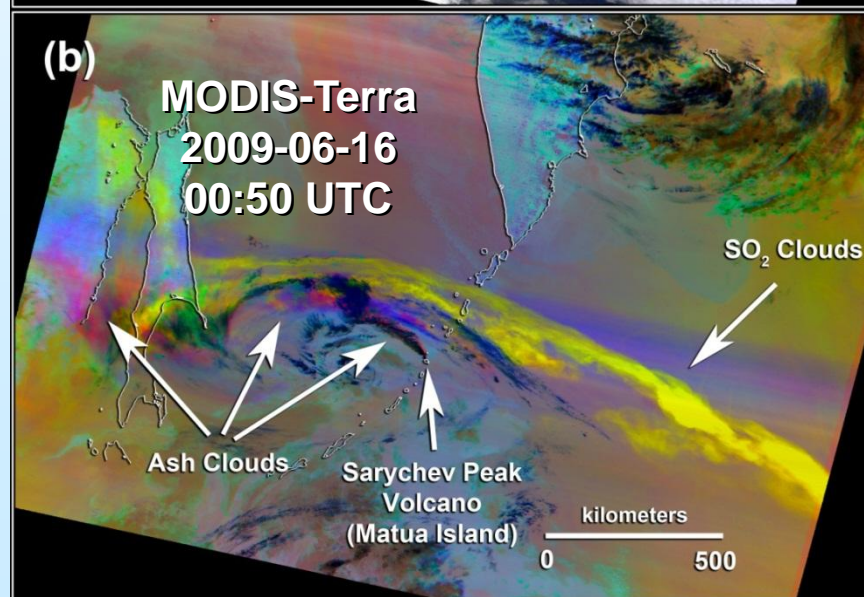 (b)
MODIS-Terra
2009-06-16
00:50 UTC
SO₂ Clouds
Ash Clouds
Sarychev Peak
Volcano
(Matua Island)
kilometers
0 500